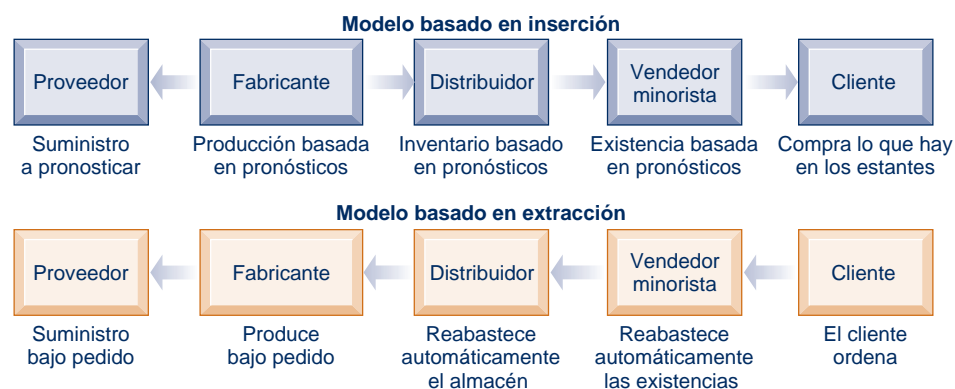 Modelo basado en inserción
Proveedor
Fabricante
Distribuidor
Vendedor
minorista
Cliente
Suministro
a pronosticar
Producción basada
en pronósticos
Inventario basado
en pronósticos
Existencia basada
en pronósticos
Compra lo que hay
en los estantes
Modelo basado en extracción
Proveedor
Fabricante
Distribuidor
Vendedor
minorista
Cliente
Suministro
bajo pedido
Produce
bajo pedido
Reabastece
automáticamente
el almacén
Reabastece
automáticamente
las existencias
El cliente
ordena